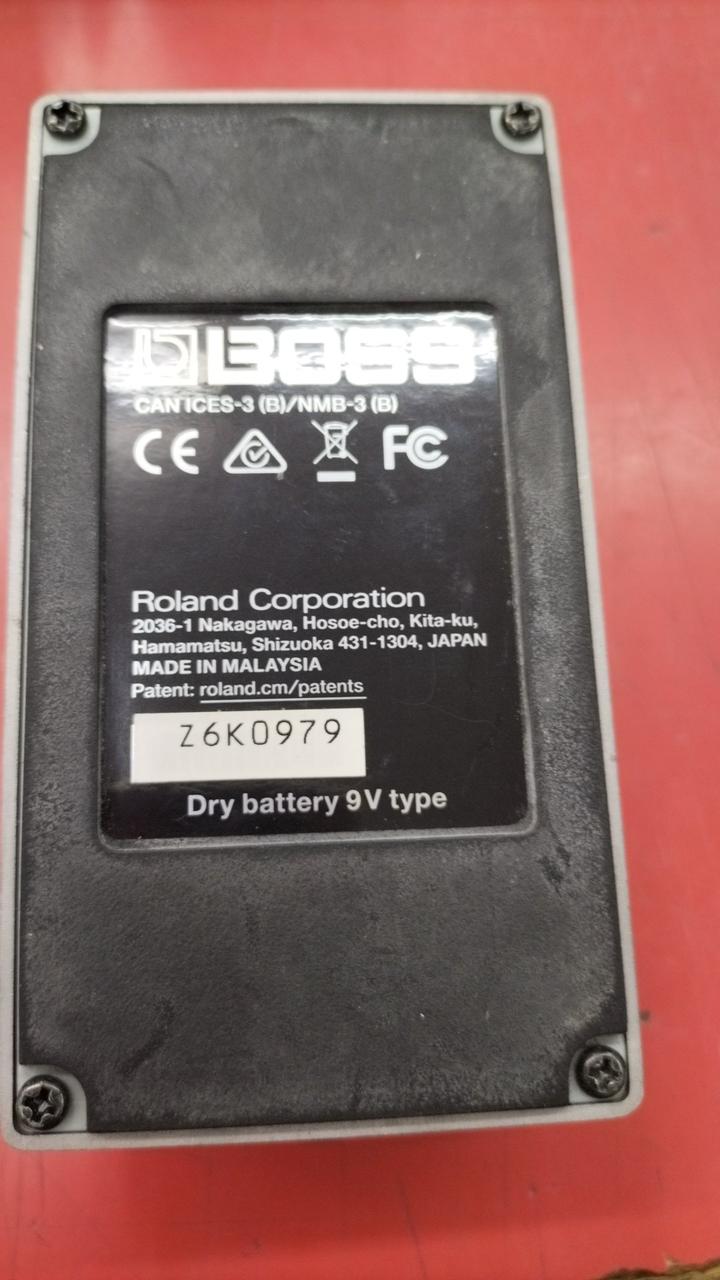 BOSS
CAN ICES-3 (B)/NMB-3 (B)
CE FC
Roland Corporation
2036-1 Nakagawa, Hosoe-cho, Kita-ku,
Hamamatsu, Shizuoka 431-1304, JAPAN
MADE IN MALAYSIA
Patent: roland.cm/patents
Z6K0979
Dry battery 9V type